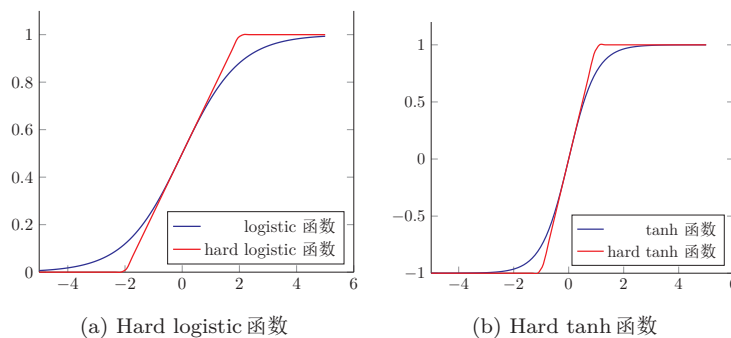 1
0.8
0.6
0.4
0.2
0
−4 −2 0 2 4 6
logistic 函数
hard logistic 函数
(a) Hard logistic 函数
1
0.5
0
−0.5
−1
−4 −2 0 2 4 6
tanh 函数
hard tanh 函数
(b) Hard tanh 函数